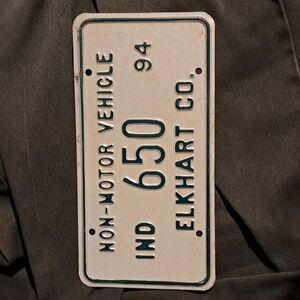 NON-MOTOR VEHICLE
IND 650 94
ELKHART CO.